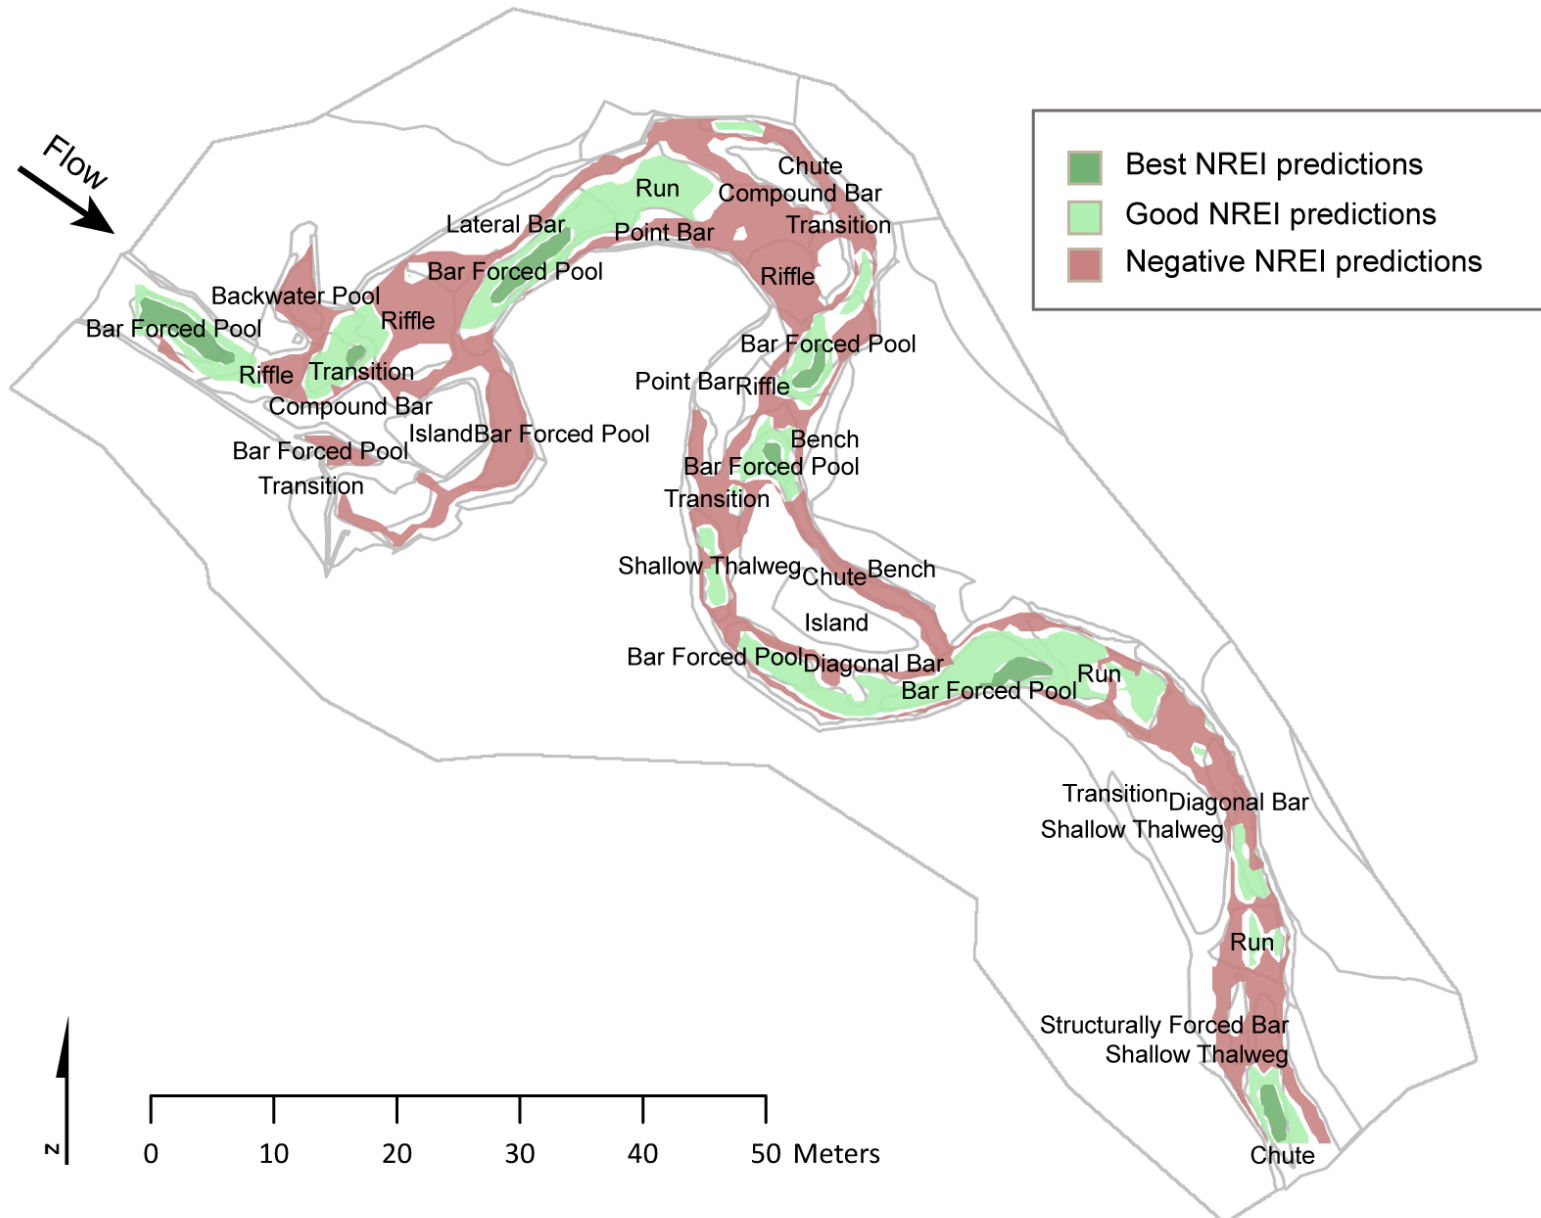 Flow
Best NREI predictions
Good NREI predictions
Negative NREI predictions
Chute
Run
Compound Bar
Lateral Bar
Point Bar
Transition
Bar Forced Pool
Riffle
Backwater Pool
Bar Forced Pool
Riffle
Riffle
Transition
Compound Bar
Bar Forced Pool
Point Bar
Riffle
Island
Bar Forced Pool
Bar Forced Pool
Transition
Bench
Bar Forced Pool
Transition
Shallow Thalweg
Chute
Bench
Island
Bar Forced Pool
Diagonal Bar
Bar Forced Pool
Run
Transition
Diagonal Bar
Shallow Thalweg
Run
Structurally Forced Bar
Shallow Thalweg
Chute
N
0 10 20 30 40 50 Meters